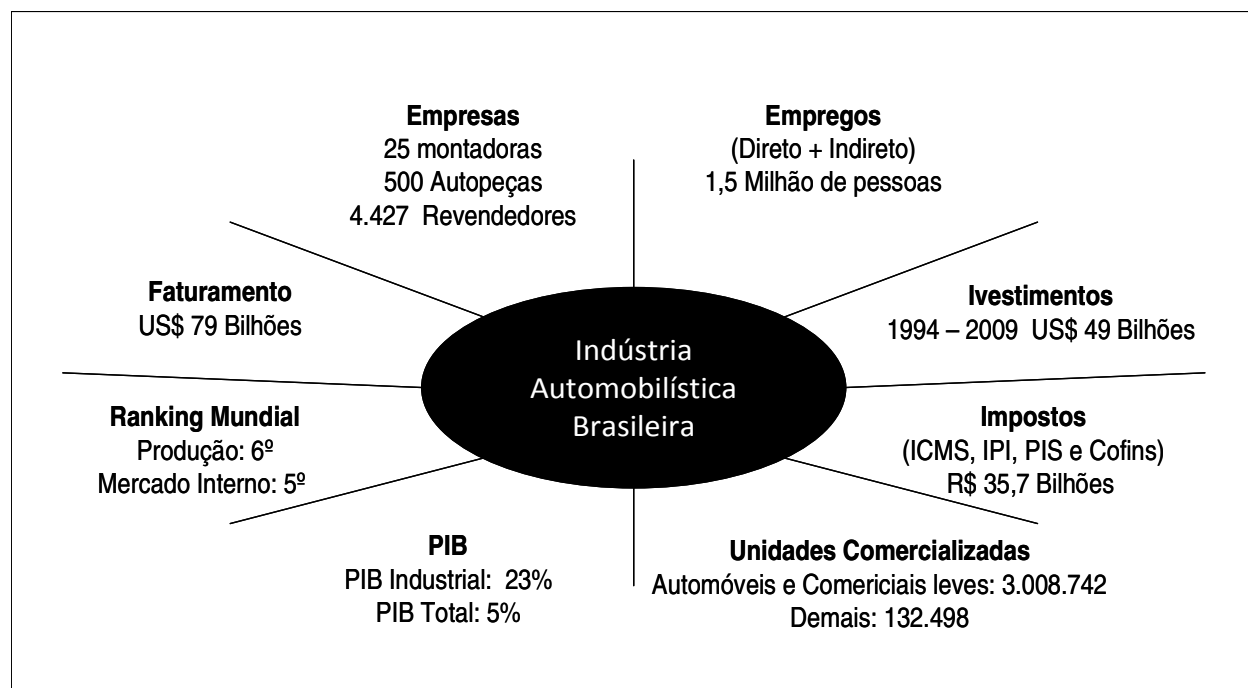 Empresas
25 montadoras
500 Autopeças
4.427 Revendedores
Empregos
(Direto + Indireto)
1,5 Milhão de pessoas
Faturamento
US$ 79 Bilhões
Ivestimentos
1994 – 2009 US$ 49 Bilhões
Indústria
Automobilística
Brasileira
Ranking Mundial
Produção: 6º
Mercado Interno: 5º
Impostos
(ICMS, IPI, PIS e Cofins)
R$ 35,7 Bilhões
PIB
PIB Industrial: 23%
PIB Total: 5%
Unidades Comercializadas
Automóveis e Comericiais leves: 3.008.742
Demais: 132.498